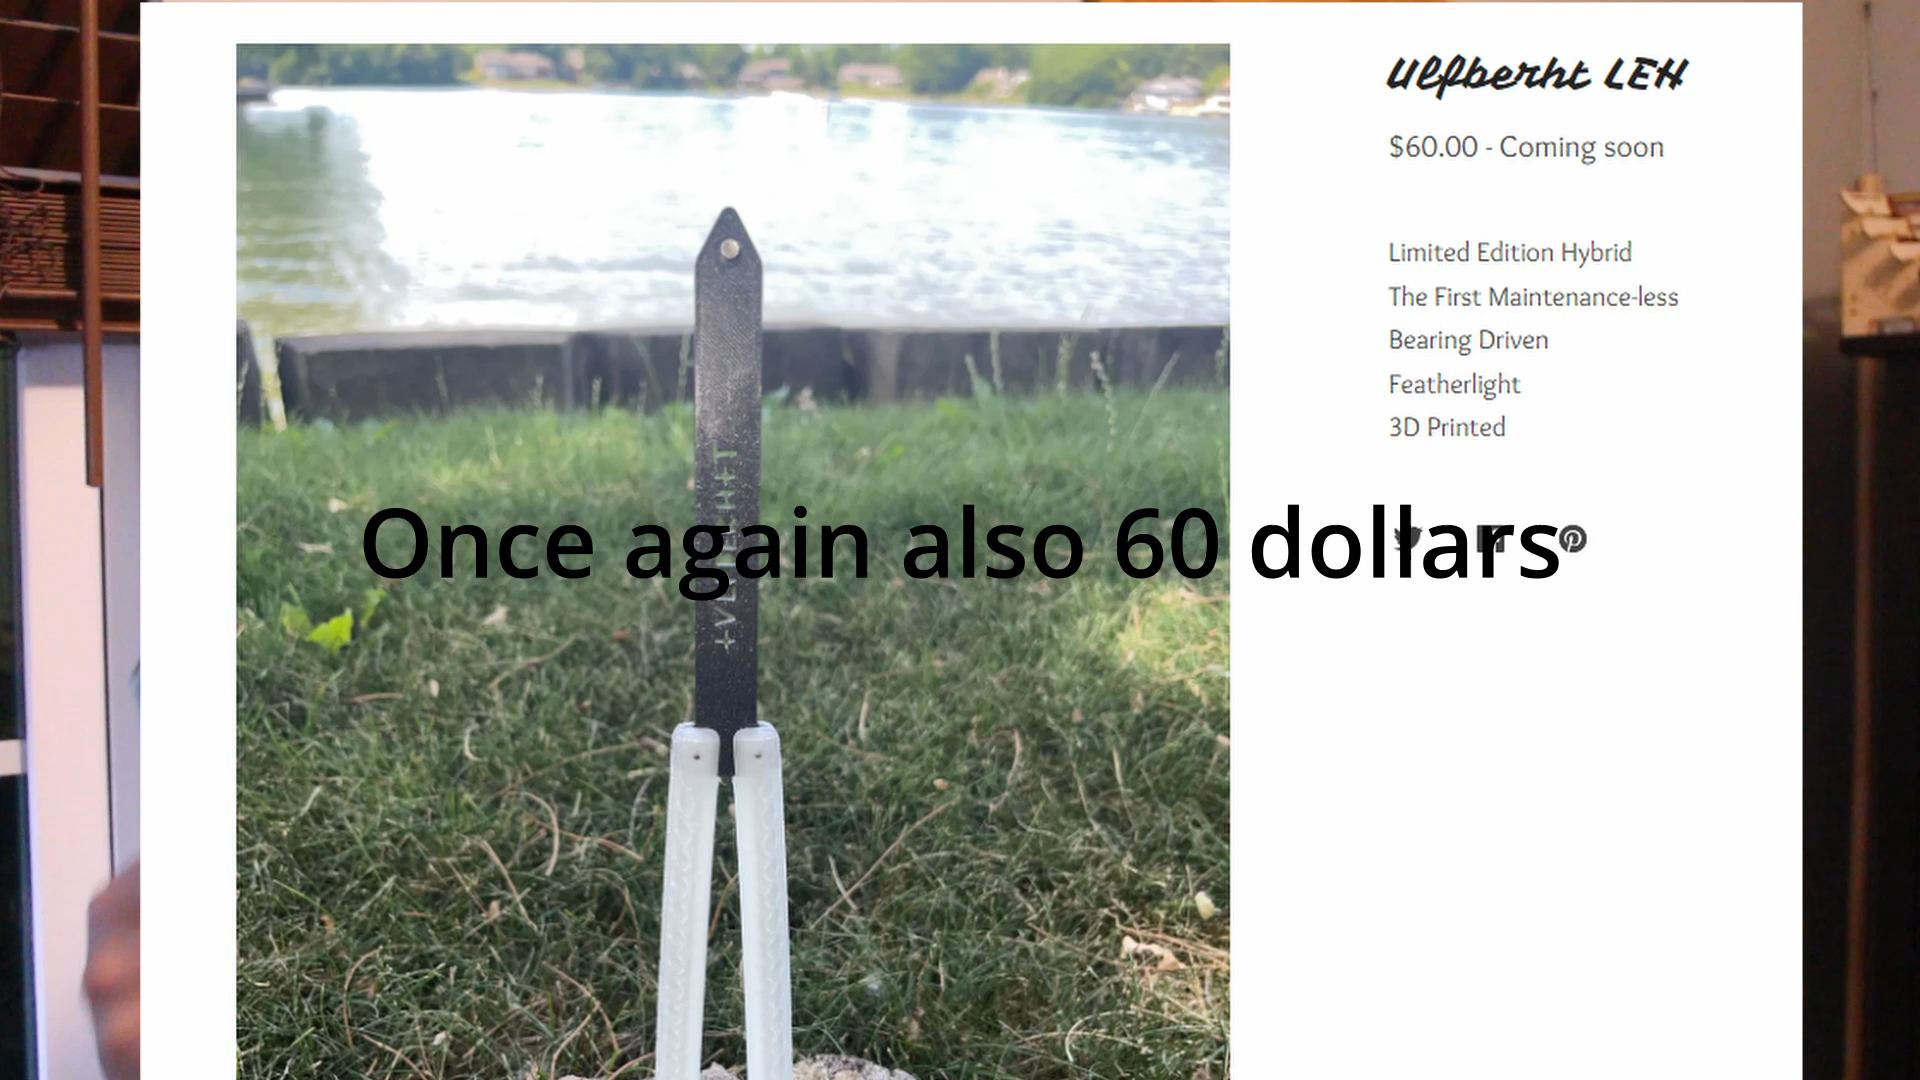 Ulfberht LEH
$60.00 - Coming soon
Limited Edition Hybrid
The First Maintenance-less
Bearing Driven
Featherlight
3D Printed
Once again also 60 dollars